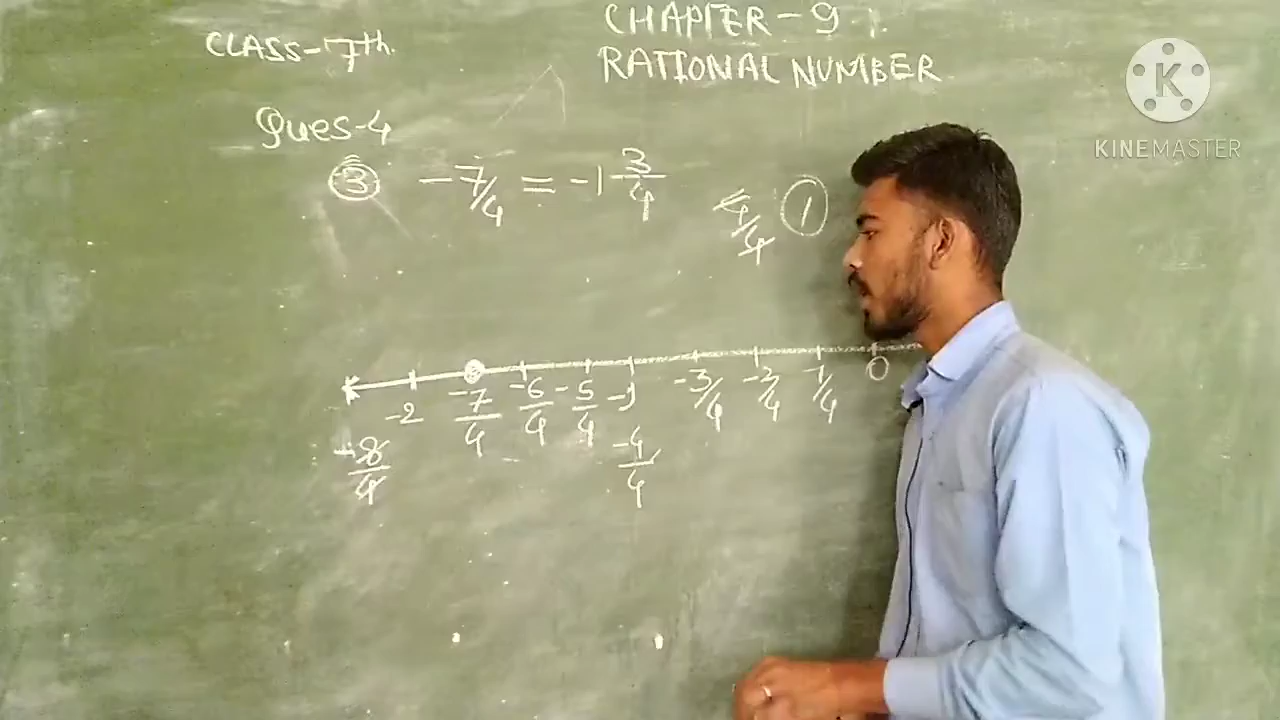 CHAPTER-9.
CLASS-7th.
RATIONAL NUMBER
K
KINEMASTER
Ques-4
③ -7/4 = -1 3/4
4/4 ①
-2 -7/4 -6/4 -5/4 -1 -3/4 -2/4 -1/4 0
-8/4 -4/4